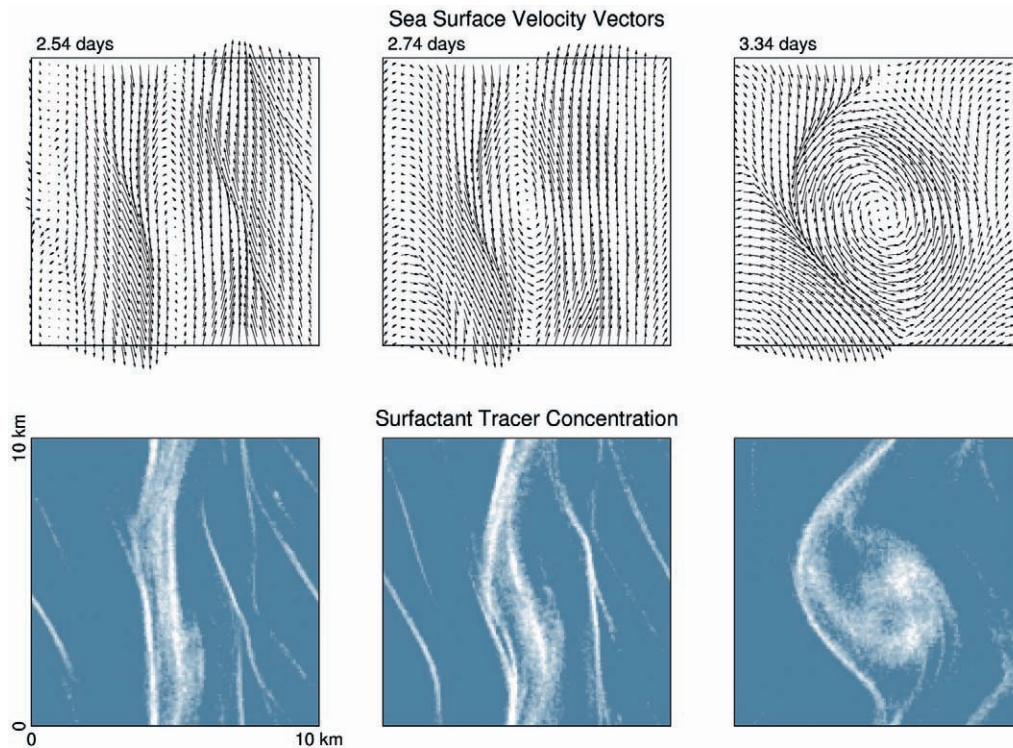 Sea Surface Velocity Vectors
2.54 days
2.74 days
3.34 days
Surfactant Tracer Concentration
10 km
0
10 km